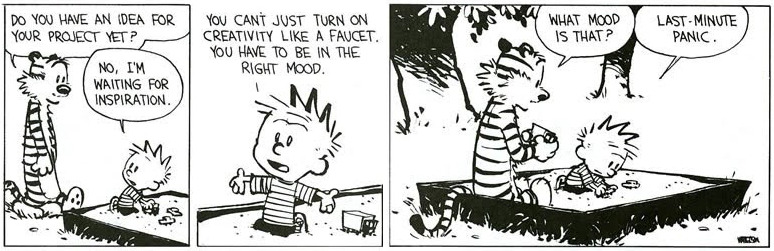 DO YOU HAVE AN IDEA FOR
YOUR PROJECT YET?
NO, I'M
WAITING FOR
INSPIRATION.
YOU CAN'T JUST TURN ON
CREATIVITY LIKE A FAUCET.
YOU HAVE TO BE IN THE
RIGHT MOOD.
WHAT MOOD
IS THAT?
LAST-MINUTE
PANIC.